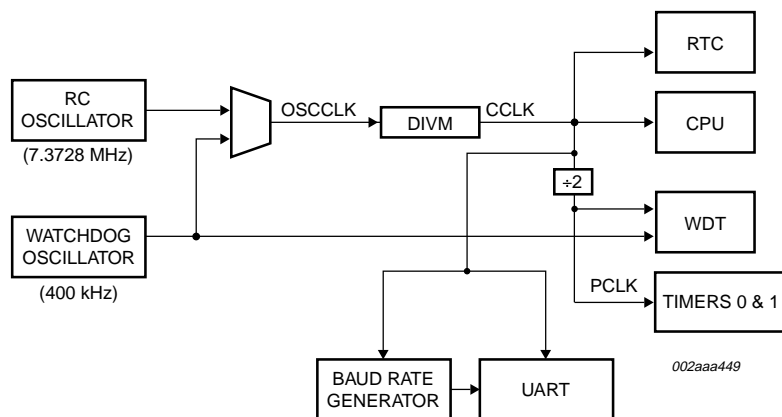 RTC
RC
OSCILLATOR
(7.3728 MHz)
OSCCLK
DIVM
CCLK
CPU
÷2
WDT
WATCHDOG
OSCILLATOR
(400 kHz)
PCLK
TIMERS 0 & 1
BAUD RATE
GENERATOR
UART
002aaa449